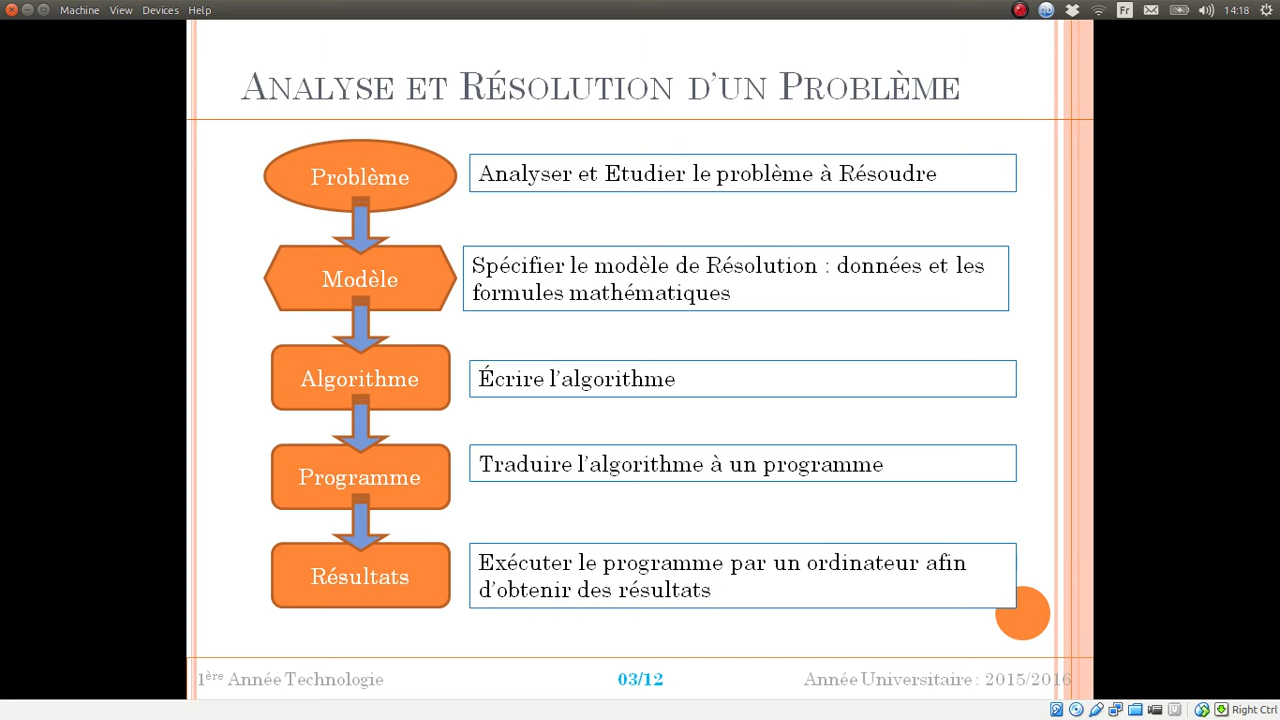 Machine View Devices Help
Fr
14:18
ANALYSE ET RÉSOLUTION D'UN PROBLÈME
Problème
Analyser et Etudier le problème à Résoudre
Modèle
Spécifier le modèle de Résolution : données et les
formules mathématiques
Algorithme
Écrire l'algorithme
Programme
Traduire l'algorithme à un programme
Résultats
Exécuter le programme par un ordinateur afin
d'obtenir des résultats
1ère Année Technologie
03/12
Année Universitaire : 2015/2016
Right Ctrl